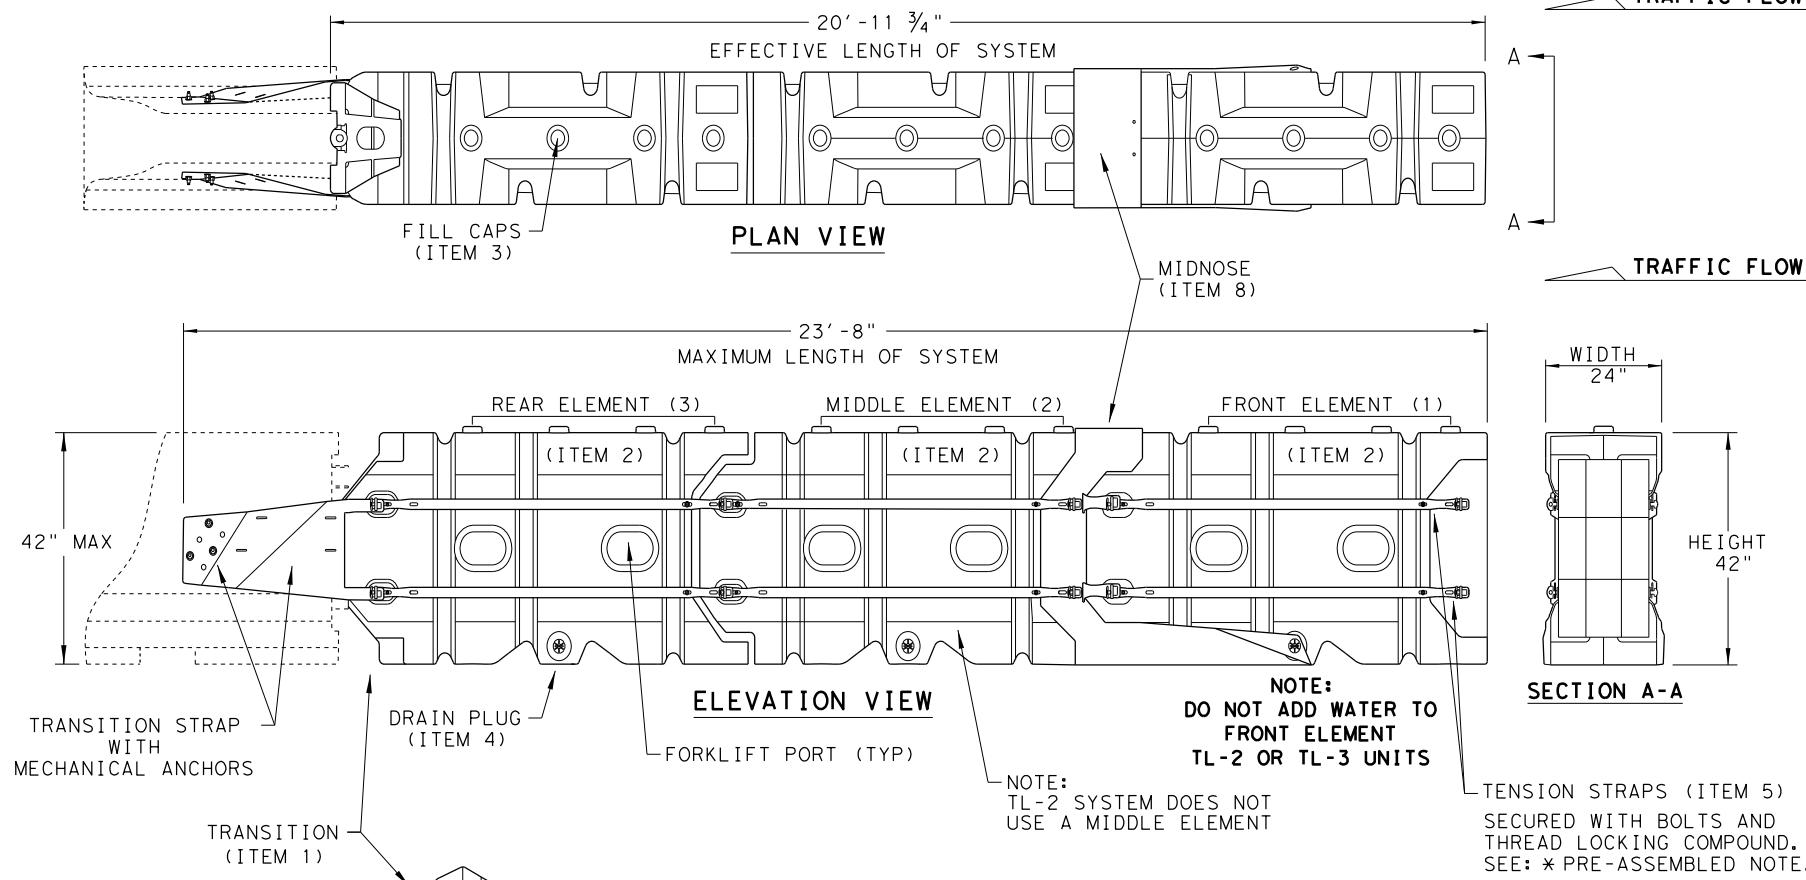 TRAFFIC FLOW
20'-11 ¾"
EFFECTIVE LENGTH OF SYSTEM
A
A
FILL CAPS
(ITEM 3)
PLAN VIEW
MIDNOSE
(ITEM 8)
TRAFFIC FLOW
23'-8"
MAXIMUM LENGTH OF SYSTEM
WIDTH
24"
REAR ELEMENT (3)
MIDDLE ELEMENT (2)
FRONT ELEMENT (1)
(ITEM 2)
(ITEM 2)
(ITEM 2)
42" MAX
HEIGHT
42"
SECTION A-A
ELEVATION VIEW
NOTE:
DO NOT ADD WATER TO
FRONT ELEMENT
TL-2 OR TL-3 UNITS
TRANSITION STRAP
WITH
MECHANICAL ANCHORS
DRAIN PLUG
(ITEM 4)
FORKLIFT PORT (TYP)
NOTE:
TL-2 SYSTEM DOES NOT
USE A MIDDLE ELEMENT
TENSION STRAPS (ITEM 5)
SECURED WITH BOLTS AND
THREAD LOCKING COMPOUND.
SEE: * PRE-ASSEMBLED NOTE.
TRANSITION
(ITEM 1)